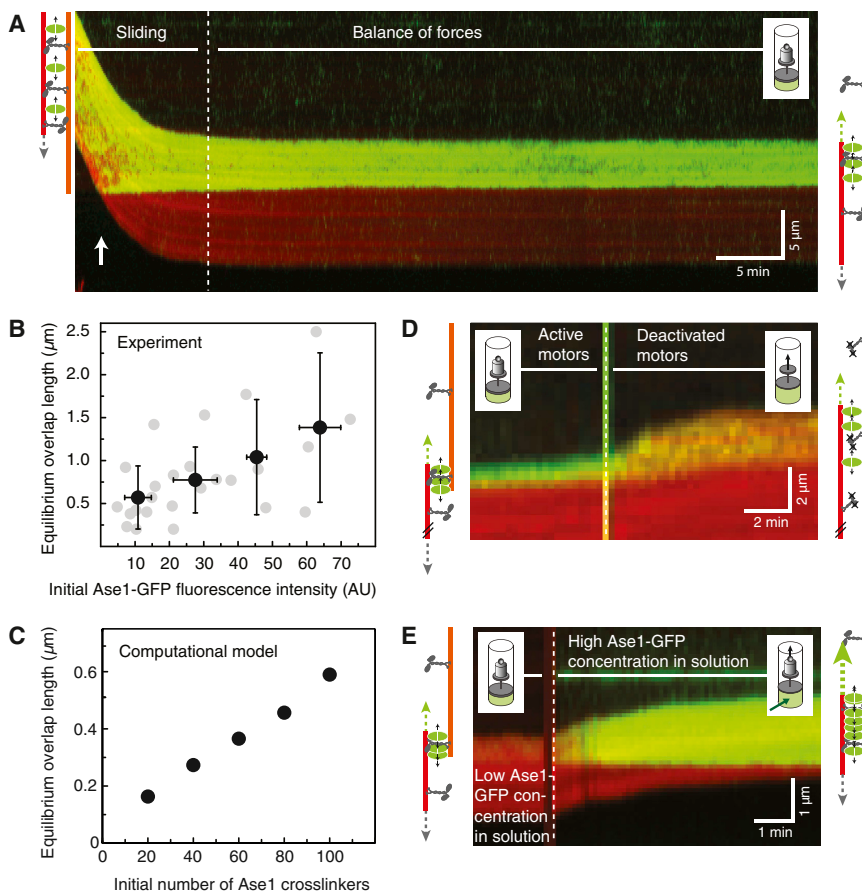 A
Sliding
Balance of forces
5 µm
5 min
B
Experiment
Equilibrium overlap length (µm)
2.5
2.0
1.5
1.0
0.5
10 20 30 40 50 60 70
Initial Ase1-GFP fluorescence intensity (AU)
C
Computational model
Equilibrium overlap length (µm)
0.6
0.4
0.2
0
0 20 40 60 80 100
Initial number of Ase1 crosslinkers
D
Active
motors
Deactivated
motors
2 µm
2 min
E
High Ase1-GFP
concentration in solution
Low Ase1-
GFP con-
centration
in solution
1 µm
1 min